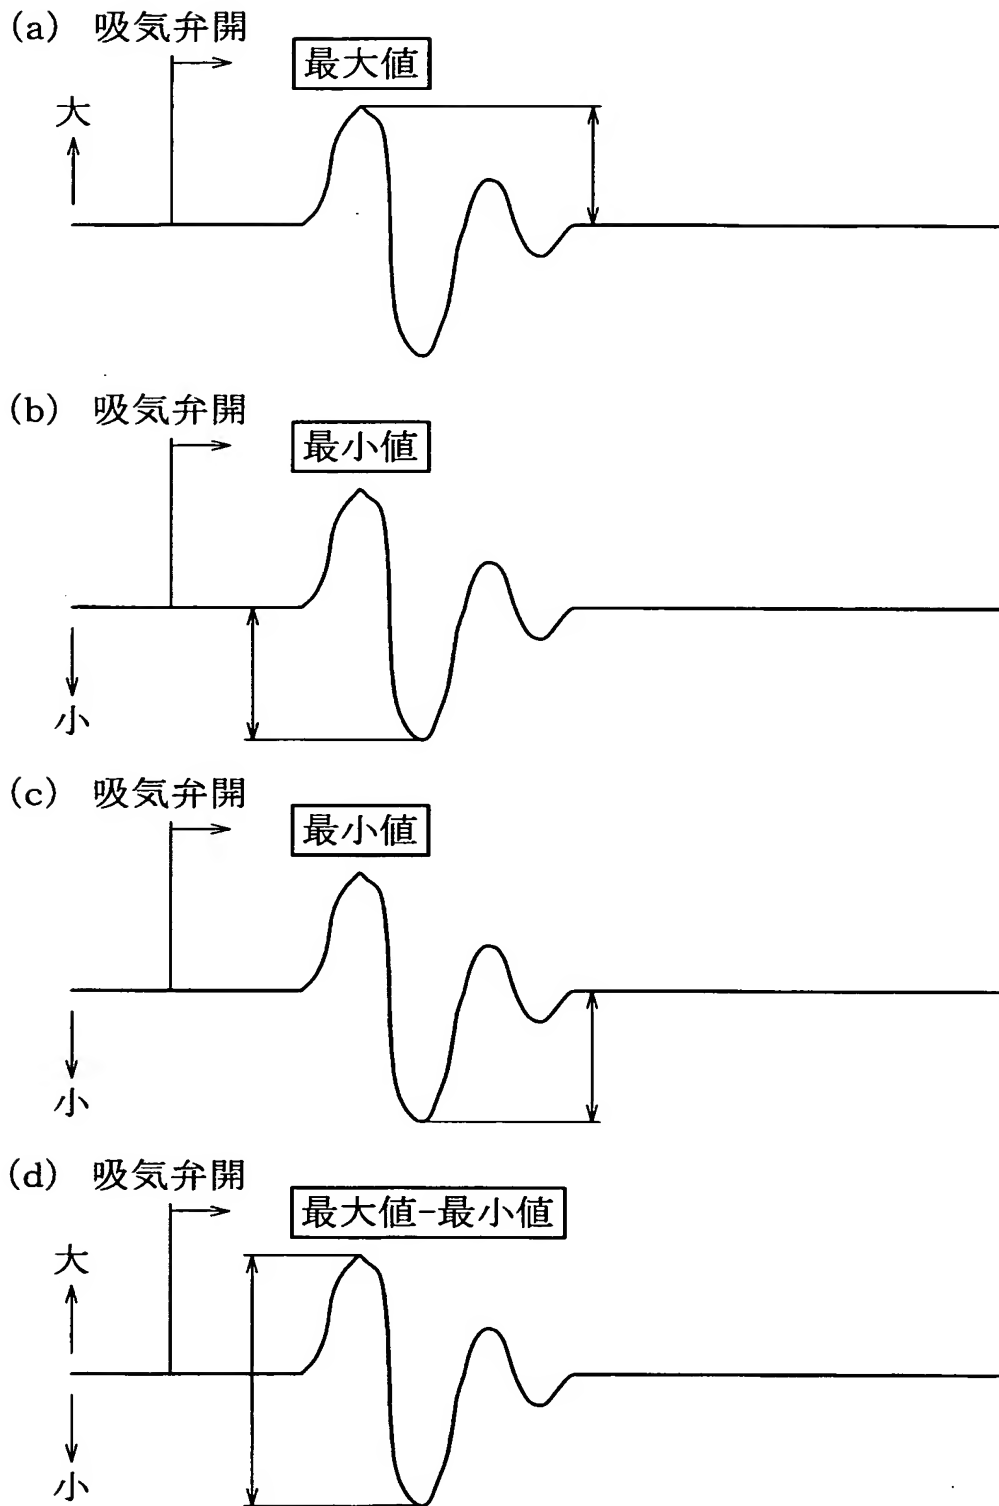 (a) 吸気弁開
最大値
大
(b) 吸気弁開
最小値
小
(c) 吸気弁開
最小値
小
(d) 吸気弁開
最大値-最小値
大
小